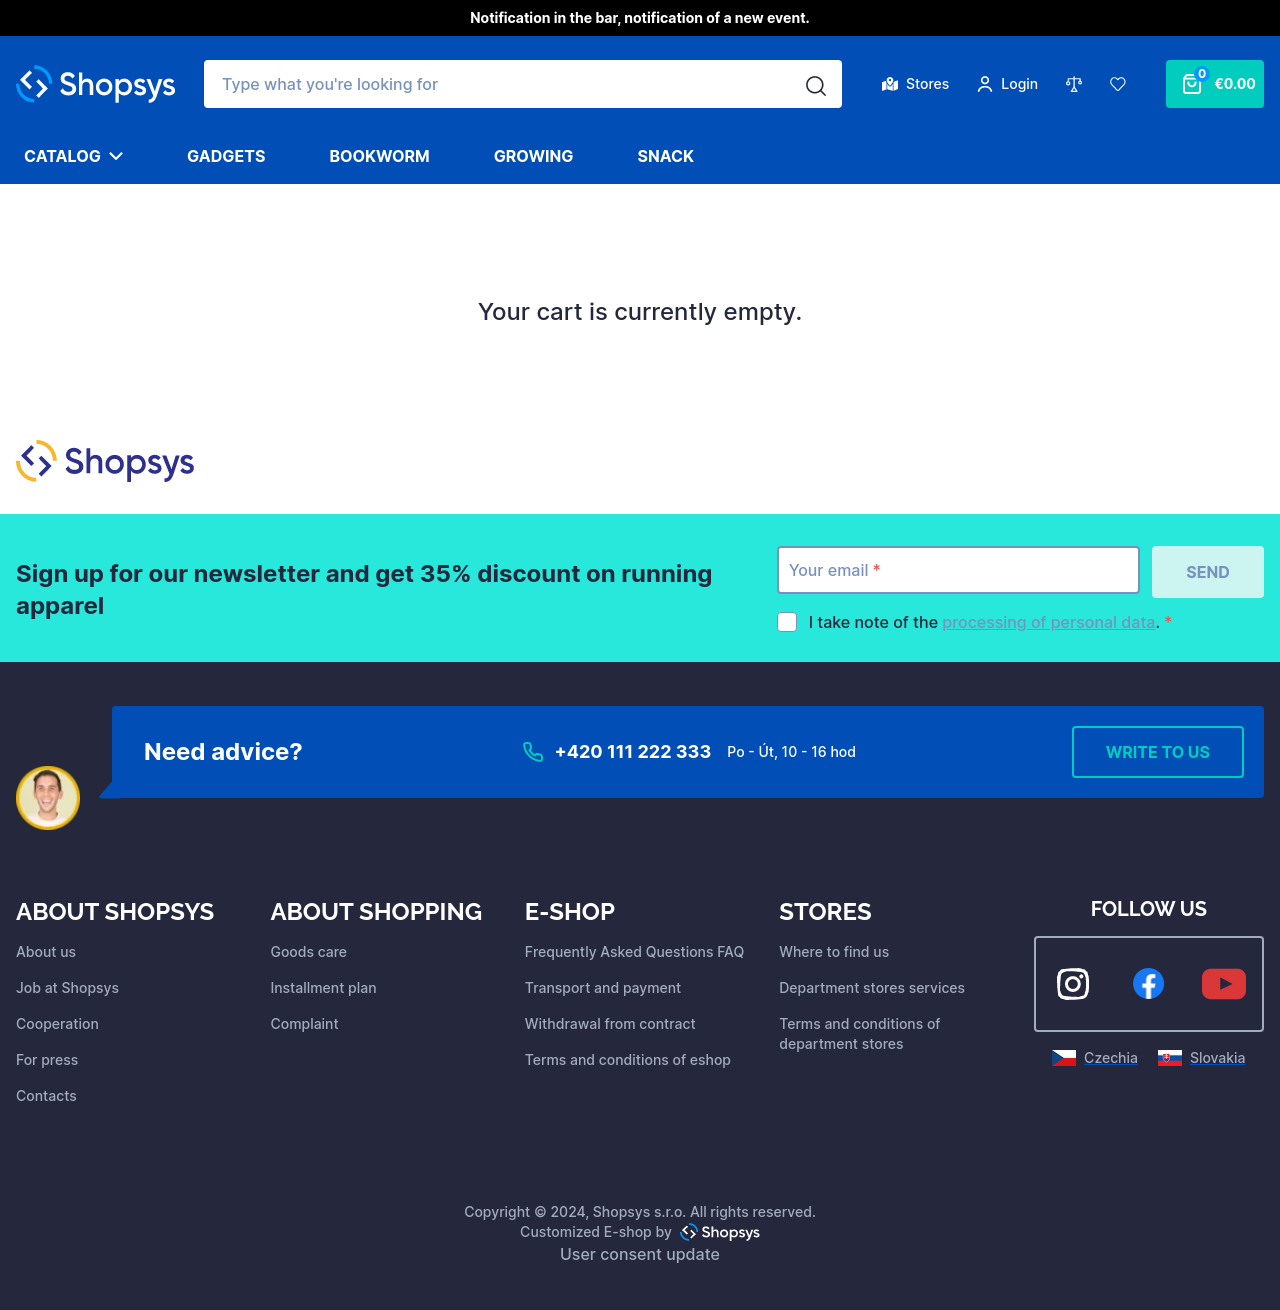 Notification in the bar, notification of a new event.
Shopsys
Type what you're looking for
Stores
Login
0
€0.00
CATALOG
GADGETS
BOOKWORM
GROWING
SNACK
Your cart is currently empty.
Shopsys
Sign up for our newsletter and get 35% discount on running
apparel
Your email *
SEND
I take note of the processing of personal data. *
Need advice?
+420 111 222 333
Po - Út, 10 - 16 hod
WRITE TO US
ABOUT SHOPSYS
About us
Job at Shopsys
Cooperation
For press
Contacts
ABOUT SHOPPING
Goods care
Installment plan
Complaint
E-SHOP
Frequently Asked Questions FAQ
Transport and payment
Withdrawal from contract
Terms and conditions of eshop
STORES
Where to find us
Department stores services
Terms and conditions of
department stores
FOLLOW US
Czechia
Slovakia
Copyright © 2024, Shopsys s.r.o. All rights reserved.
Customized E-shop by Shopsys
User consent update